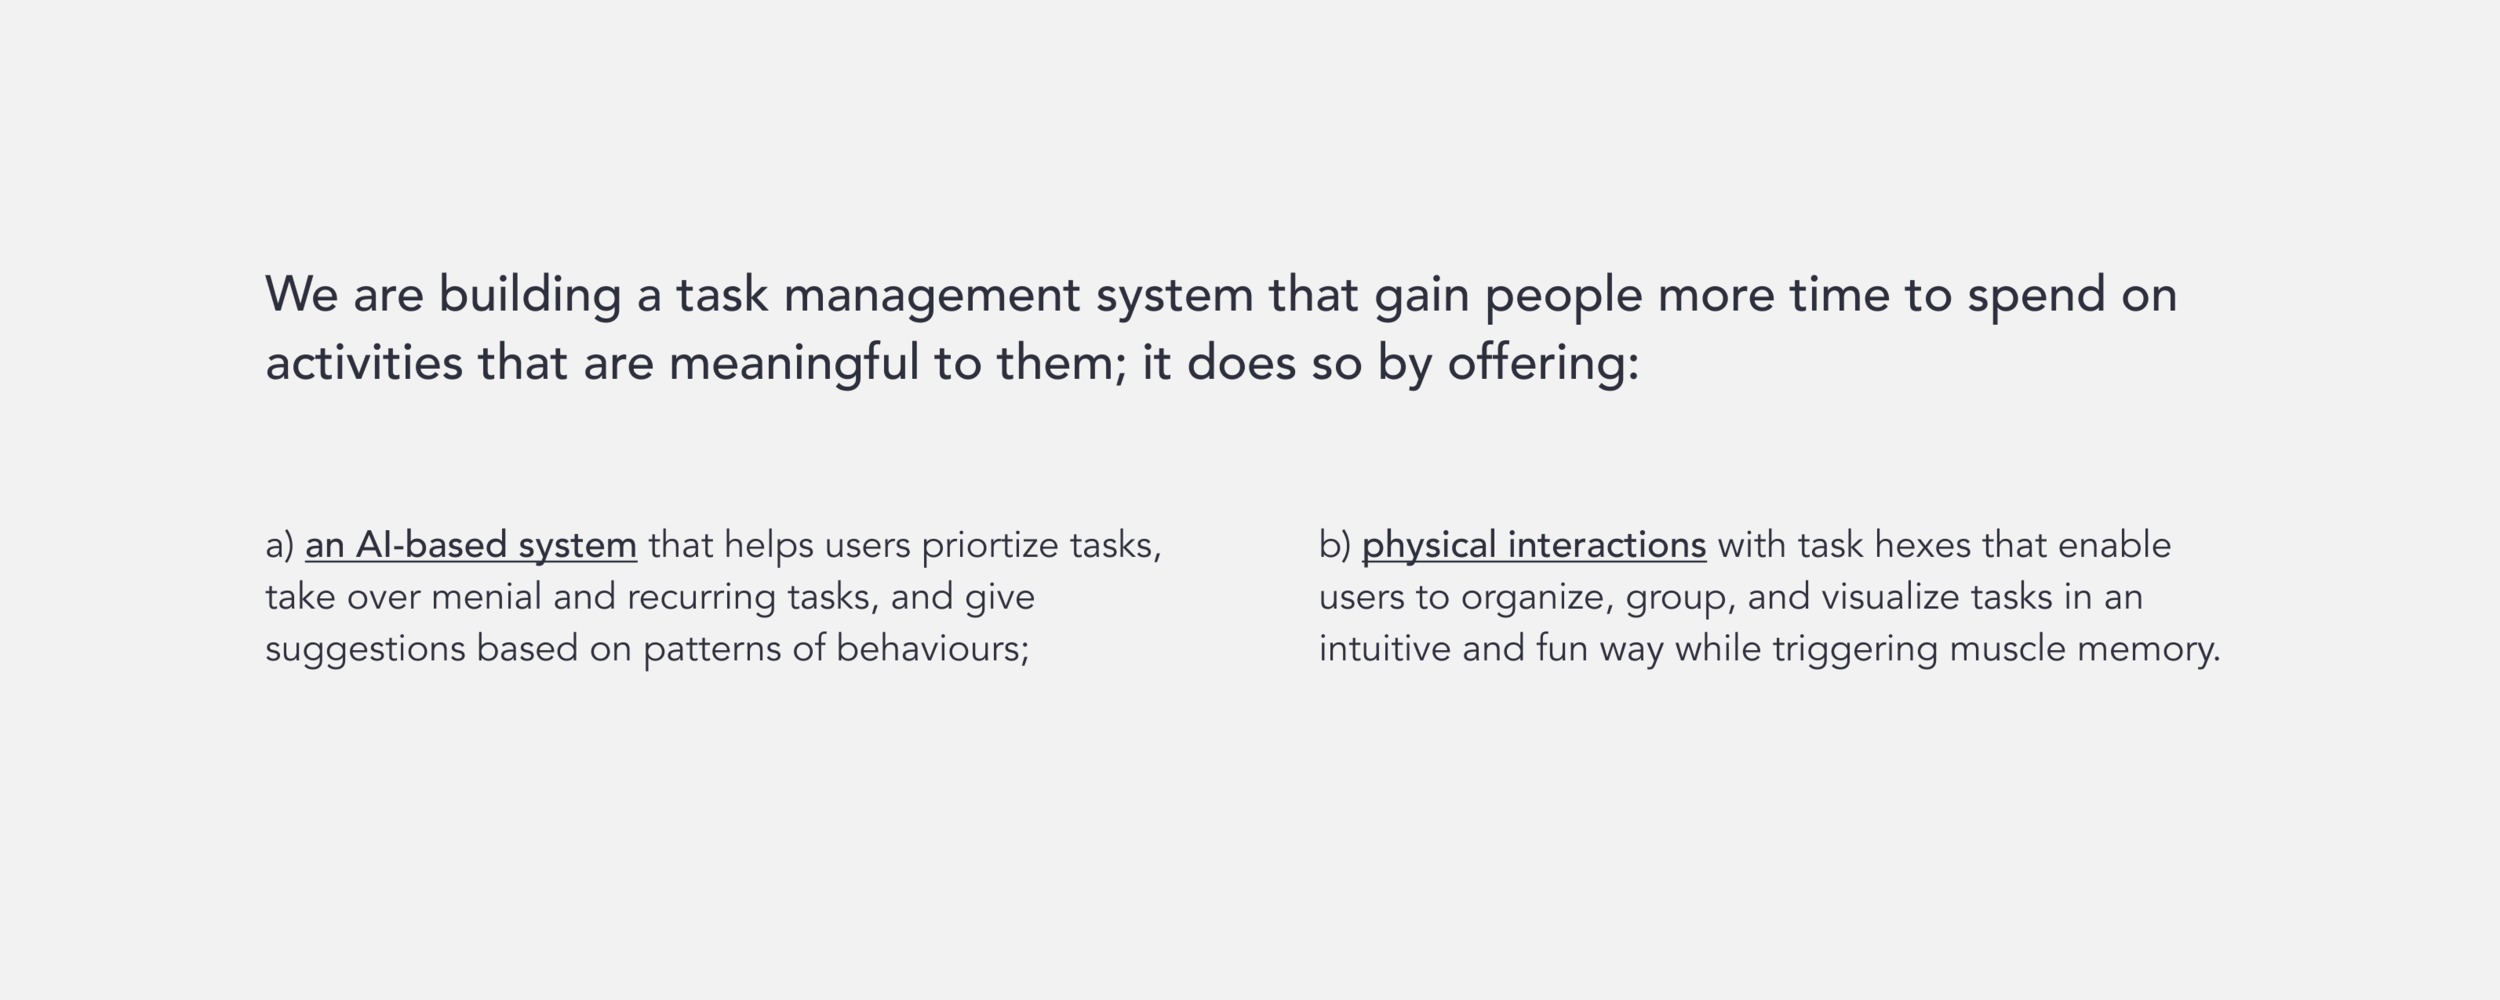 We are building a task management system that gain people more time to spend on
activities that are meaningful to them; it does so by offering:
a) an AI-based system that helps users priortize tasks,
take over menial and recurring tasks, and give
suggestions based on patterns of behaviours;
b) physical interactions with task hexes that enable
users to organize, group, and visualize tasks in an
intuitive and fun way while triggering muscle memory.